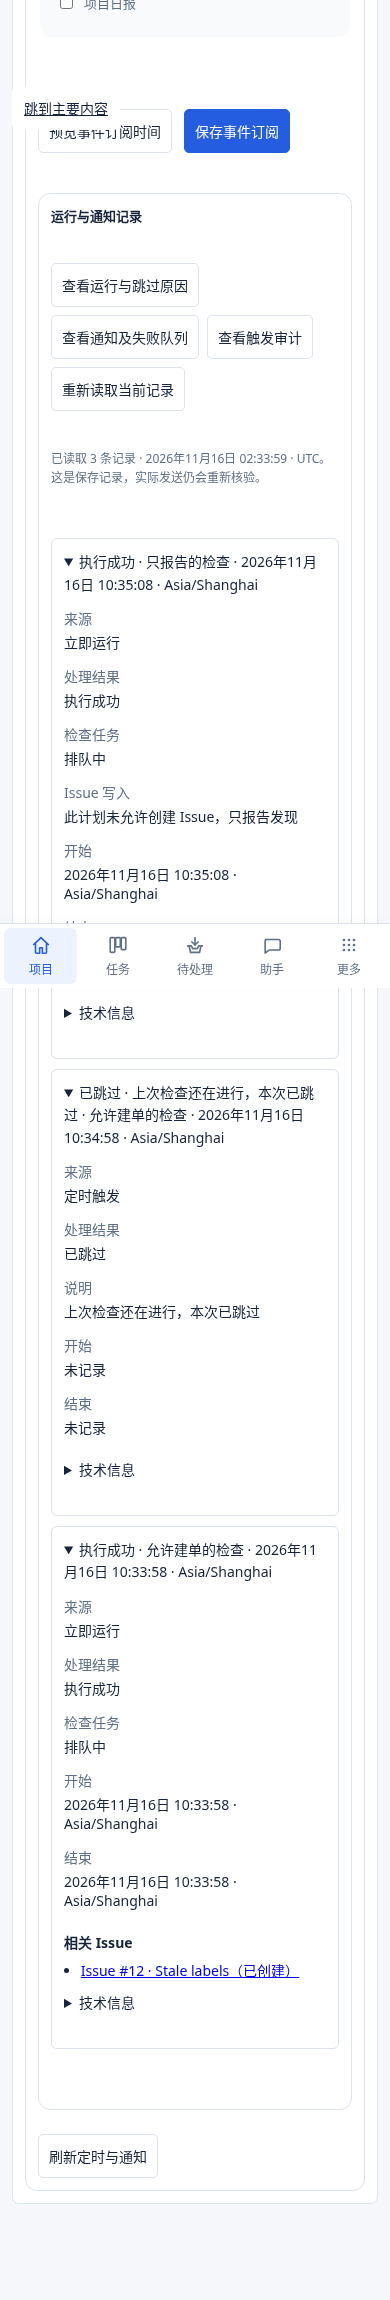 项目日报
跳到主要内容
预览事件订阅时间
保存事件订阅
运行与通知记录
查看运行与跳过原因
查看通知及失败队列
查看触发审计
重新读取当前记录
已读取 3 条记录 · 2026年11月16日 02:33:59 · UTC。
这是保存记录，实际发送仍会重新核验。
▼ 执行成功 · 只报告的检查 · 2026年11月
16日 10:35:08 · Asia/Shanghai
来源
立即运行
处理结果
执行成功
检查任务
排队中
Issue 写入
此计划未允许创建 Issue，只报告发现
开始
2026年11月16日 10:35:08 ·
Asia/Shanghai
项目
任务
待处理
助手
更多
▶ 技术信息
▼ 已跳过 · 上次检查还在进行，本次已跳
过 · 允许建单的检查 · 2026年11月16日
10:34:58 · Asia/Shanghai
来源
定时触发
处理结果
已跳过
说明
上次检查还在进行，本次已跳过
开始
未记录
结束
未记录
▶ 技术信息
▼ 执行成功 · 允许建单的检查 · 2026年11
月16日 10:33:58 · Asia/Shanghai
来源
立即运行
处理结果
执行成功
检查任务
排队中
开始
2026年11月16日 10:33:58 ·
Asia/Shanghai
结束
2026年11月16日 10:33:58 ·
Asia/Shanghai
相关 Issue
• Issue #12 · Stale labels（已创建）
▶ 技术信息
刷新定时与通知